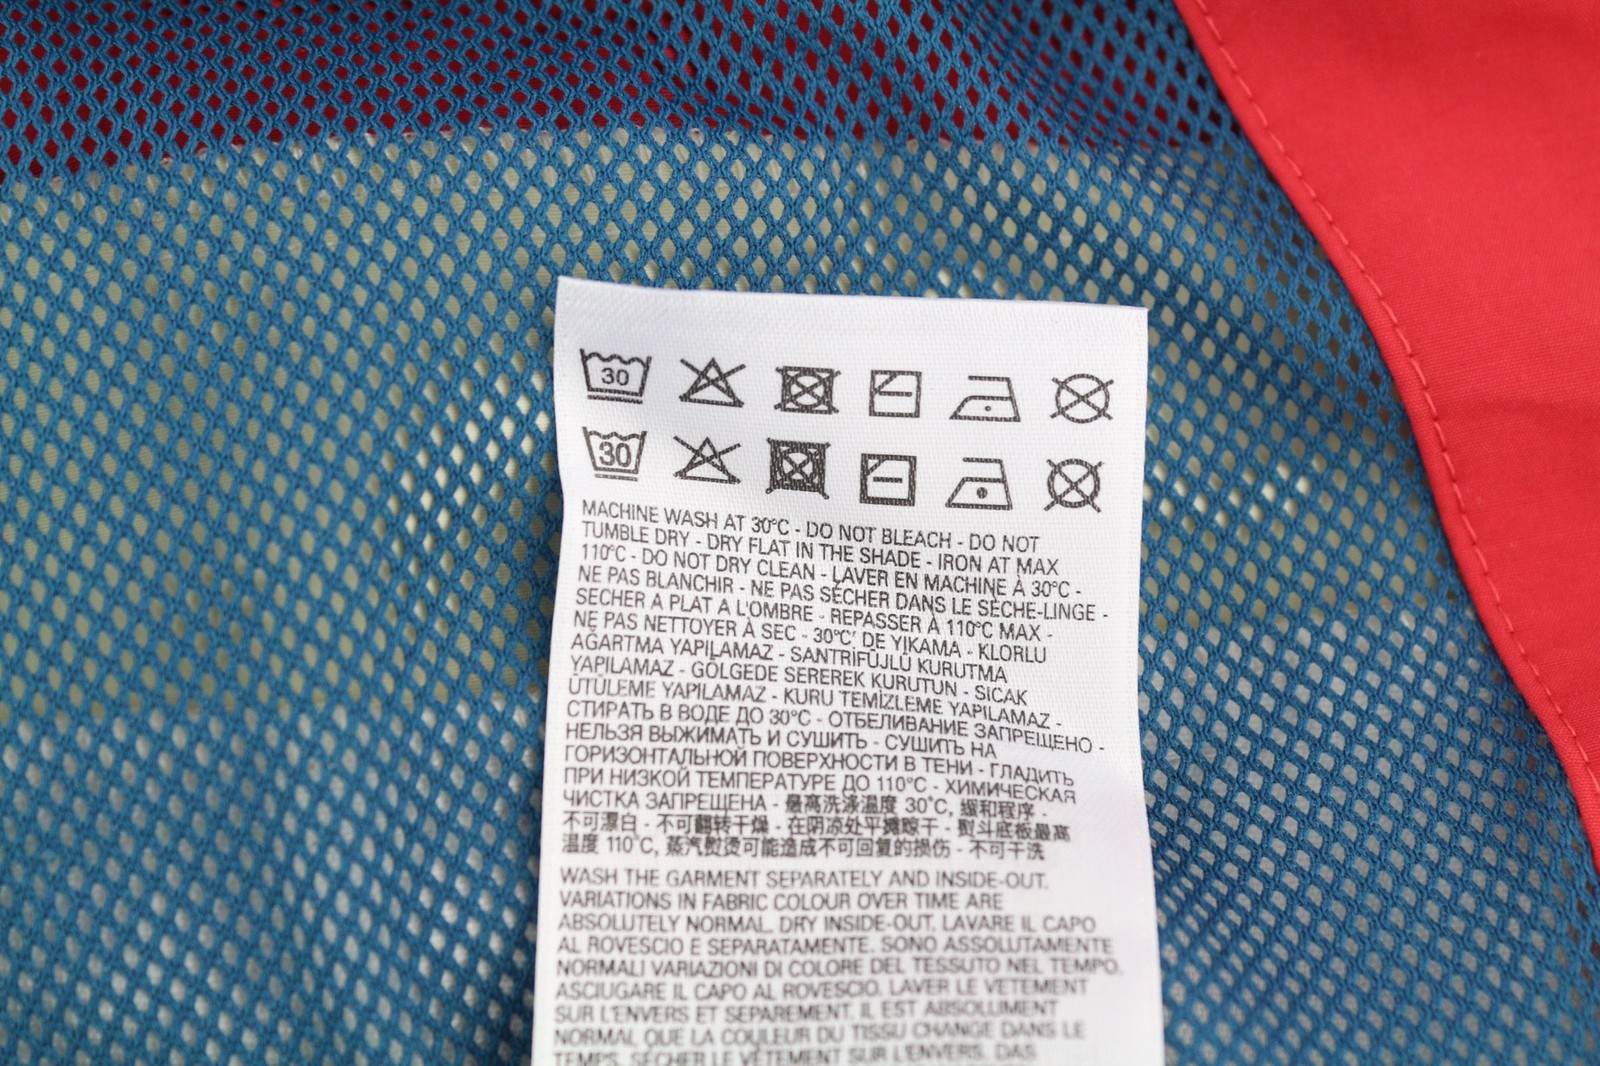 30
30
MACHINE WASH AT 30°C - DO NOT BLEACH - DO NOT
TUMBLE DRY - DRY FLAT IN THE SHADE - IRON AT MAX
110°C - DO NOT DRY CLEAN - LAVER EN MACHINE À 30°C -
NE PAS BLANCHIR - NE PAS SÉCHER DANS LE SÈCHE-LINGE -
SECHER A PLAT A L'OMBRE - REPASSER À 110°C MAX -
NE PAS NETTOYER À SEC - 30°C' DE YIKAMA - KLORLU
AĞARTMA YAPILAMAZ - SANTRİFÜJLÜ KURUTMA
YAPILAMAZ - GÖLGEDE SEREREK KURUTUN - SICAK
ÜTÜLEME YAPILAMAZ - KURU TEMİZLEME YAPILAMAZ -
СТИРАТЬ В ВОДЕ ДО 30°C - ОТБЕЛИВАНИЕ ЗАПРЕЩЕНО -
НЕЛЬЗЯ ВЫЖИМАТЬ И СУШИТЬ - СУШИТЬ НА
ГОРИЗОНТАЛЬНОЙ ПОВЕРХНОСТИ В ТЕНИ - ГЛАДИТЬ
ПРИ НИЗКОЙ ТЕМПЕРАТУРЕ ДО 110°C - ХИМИЧЕСКАЯ
ЧИСТКА ЗАПРЕЩЕНА - 最高洗涤温度 30°C, 缓和程序 -
不可漂白 - 不可翻转干燥 - 在阴凉处平摊晾干 - 熨斗底板最高
温度 110°C, 蒸汽熨烫可能造成不可回复的损伤 - 不可干洗
WASH THE GARMENT SEPARATELY AND INSIDE-OUT.
VARIATIONS IN FABRIC COLOUR OVER TIME ARE
ABSOLUTELY NORMAL. DRY INSIDE-OUT. LAVARE IL CAPO
AL ROVESCIO E SEPARATAMENTE. SONO ASSOLUTAMENTE
NORMALI VARIAZIONI DI COLORE DEL TESSUTO NEL TEMPO.
ASCIUGARE IL CAPO AL ROVESCIO. LAVER LE VETEMENT
SUR L'ENVERS ET SEPAREMENT. IL EST ABSOLUMENT
NORMAL QUE LA COULEUR DU TISSU CHANGE DANS LE
TEMPS. SÉCHER LE VÊTEMENT SUR L'ENVERS. DAS